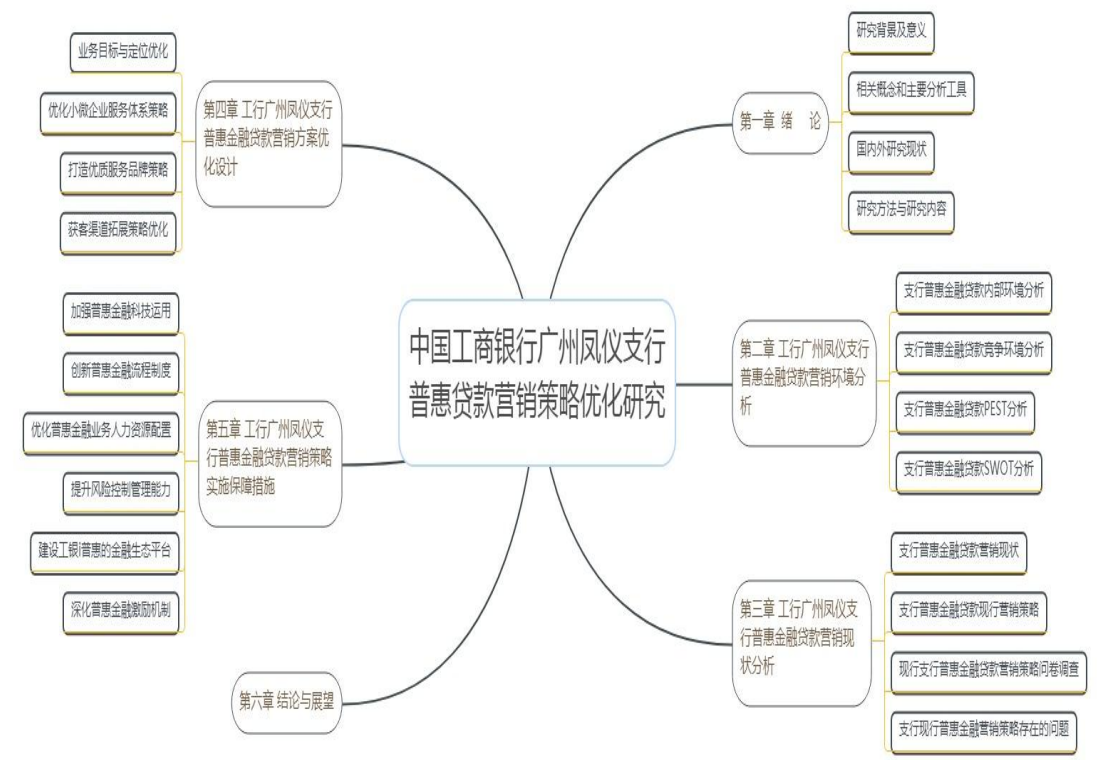 中国工商银行广州凤仪支行
普惠贷款营销策略优化研究
第一章 绪 论
研究背景及意义
相关概念和主要分析工具
国内外研究现状
研究方法与研究内容
第二章 工行广州凤仪支行
普惠金融贷款营销环境分
析
支行普惠金融贷款内部环境分析
支行普惠金融贷款竞争环境分析
支行普惠金融贷款PEST分析
支行普惠金融贷款SWOT分析
第三章 工行广州凤仪支
行普惠金融贷款营销现
状分析
支行普惠金融贷款营销现状
支行普惠金融贷款现行营销策略
现行支行普惠金融贷款营销策略问卷调查
支行现行普惠金融营销策略存在的问题
第四章 工行广州凤仪支行
普惠金融贷款营销方案优
化设计
业务目标与定位优化
优化小微企业服务体系策略
打造优质服务品牌策略
获客渠道拓展策略优化
第五章 工行广州凤仪支
行普惠金融贷款营销策略
实施保障措施
加强普惠金融科技运用
创新普惠金融流程制度
优化普惠金融业务人力资源配置
提升风险控制管理能力
建设工银i普惠的金融生态平台
深化普惠金融激励机制
第六章 结论与展望